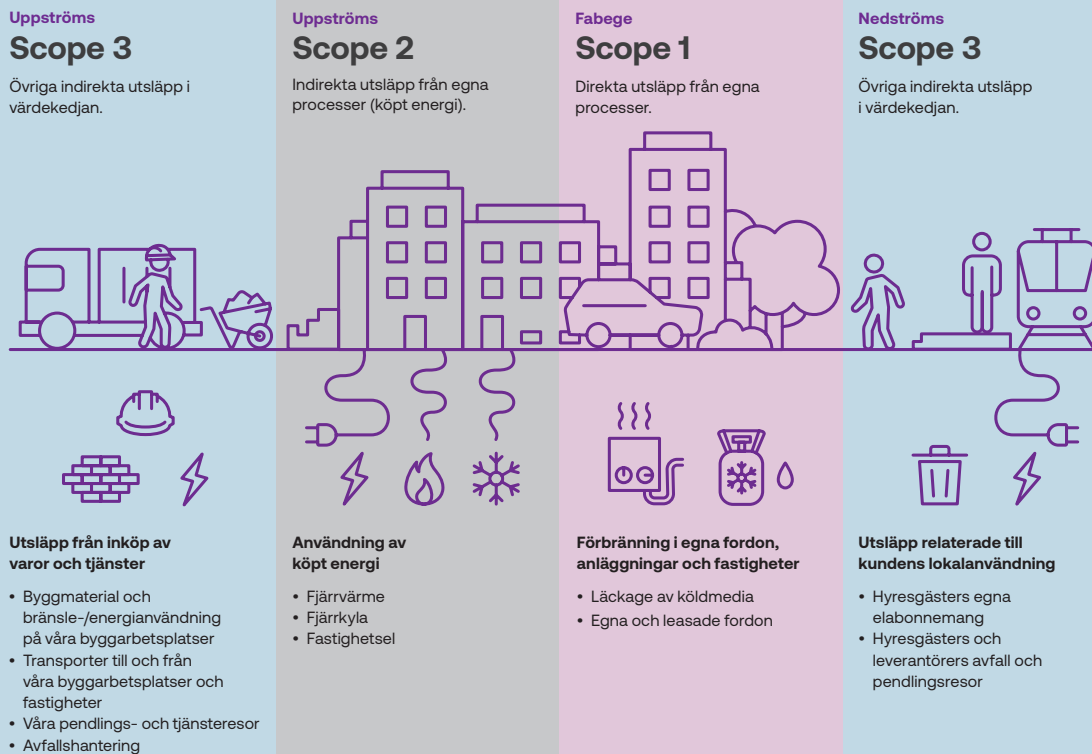 Uppströms
Scope 3
Övriga indirekta utsläpp i
värdekedjan.
Utsläpp från inköp av
varor och tjänster
• Byggmaterial och
bränsle-/energianvändning
på våra byggarbetsplatser
• Transporter till och från
våra byggarbetsplatser och
fastigheter
• Våra pendlings- och tjänsteresor
• Avfallshantering
Uppströms
Scope 2
Indirekta utsläpp från egna
processer (köpt energi).
Användning av
köpt energi
• Fjärrvärme
• Fjärrkyla
• Fastighetsel
Fabege
Scope 1
Direkta utsläpp från egna
processer.
Förbränning i egna fordon,
anläggningar och fastigheter
• Läckage av köldmedia
• Egna och leasade fordon
Nedströms
Scope 3
Övriga indirekta utsläpp
i värdekedjan.
Utsläpp relaterade till
kundens lokalanvändning
• Hyresgästers egna
elabonnemang
• Hyresgästers och
leverantörers avfall och
pendlingsresor